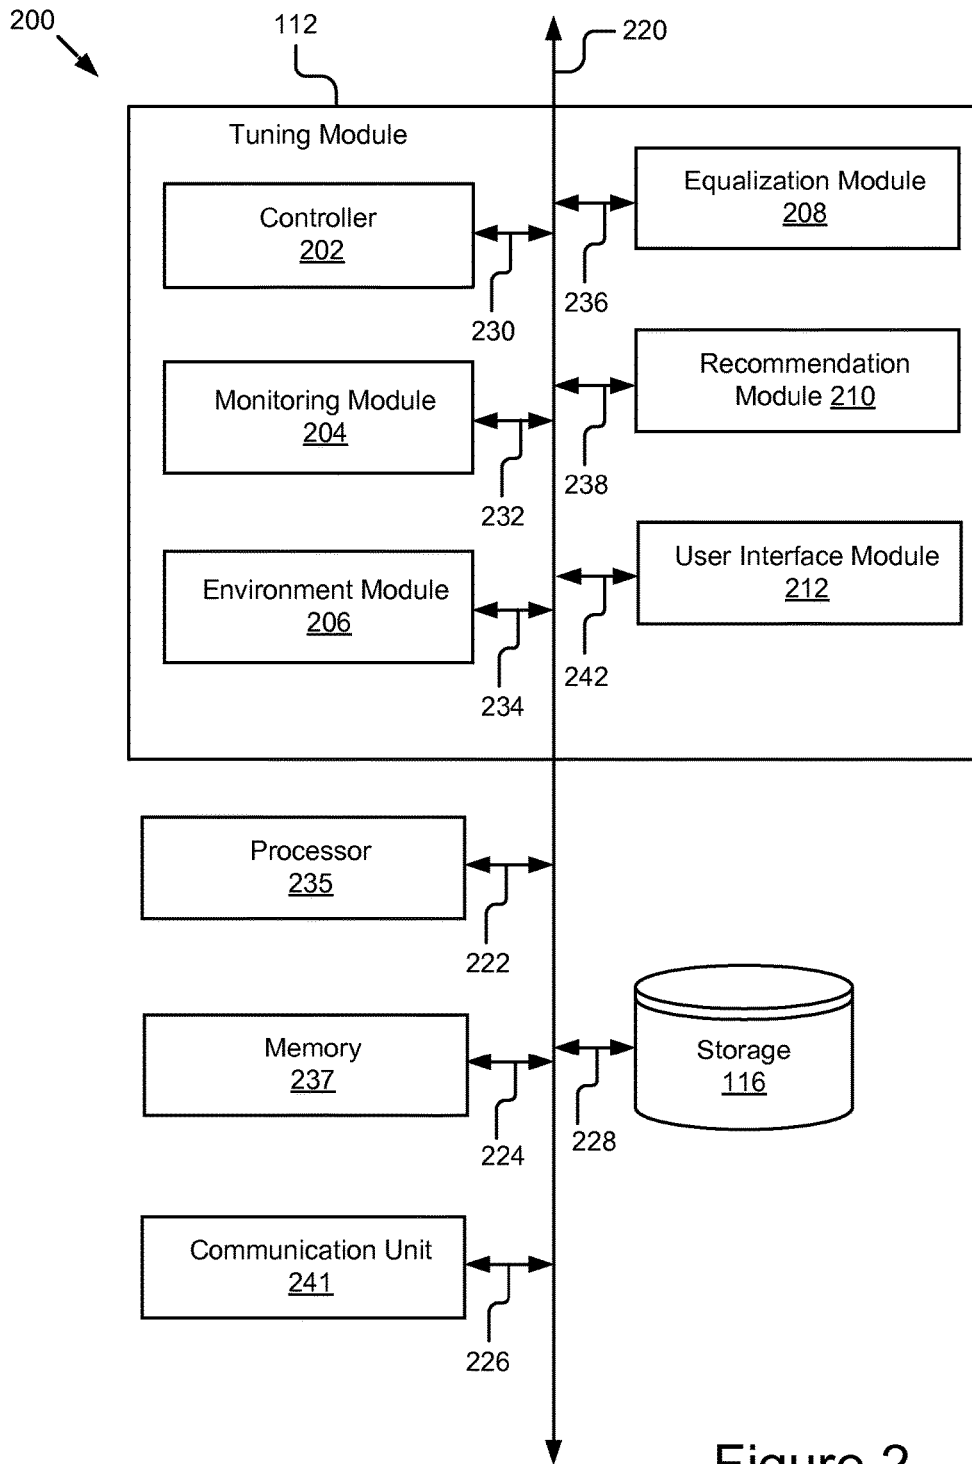 200
112
220
Tuning Module
Controller
202
230
Equalization Module
208
236
Monitoring Module
204
232
Recommendation
Module 210
238
Environment Module
206
234
User Interface Module
212
242
Processor
235
222
Memory
237
224
Storage
116
228
Communication Unit
241
226
Figure 2